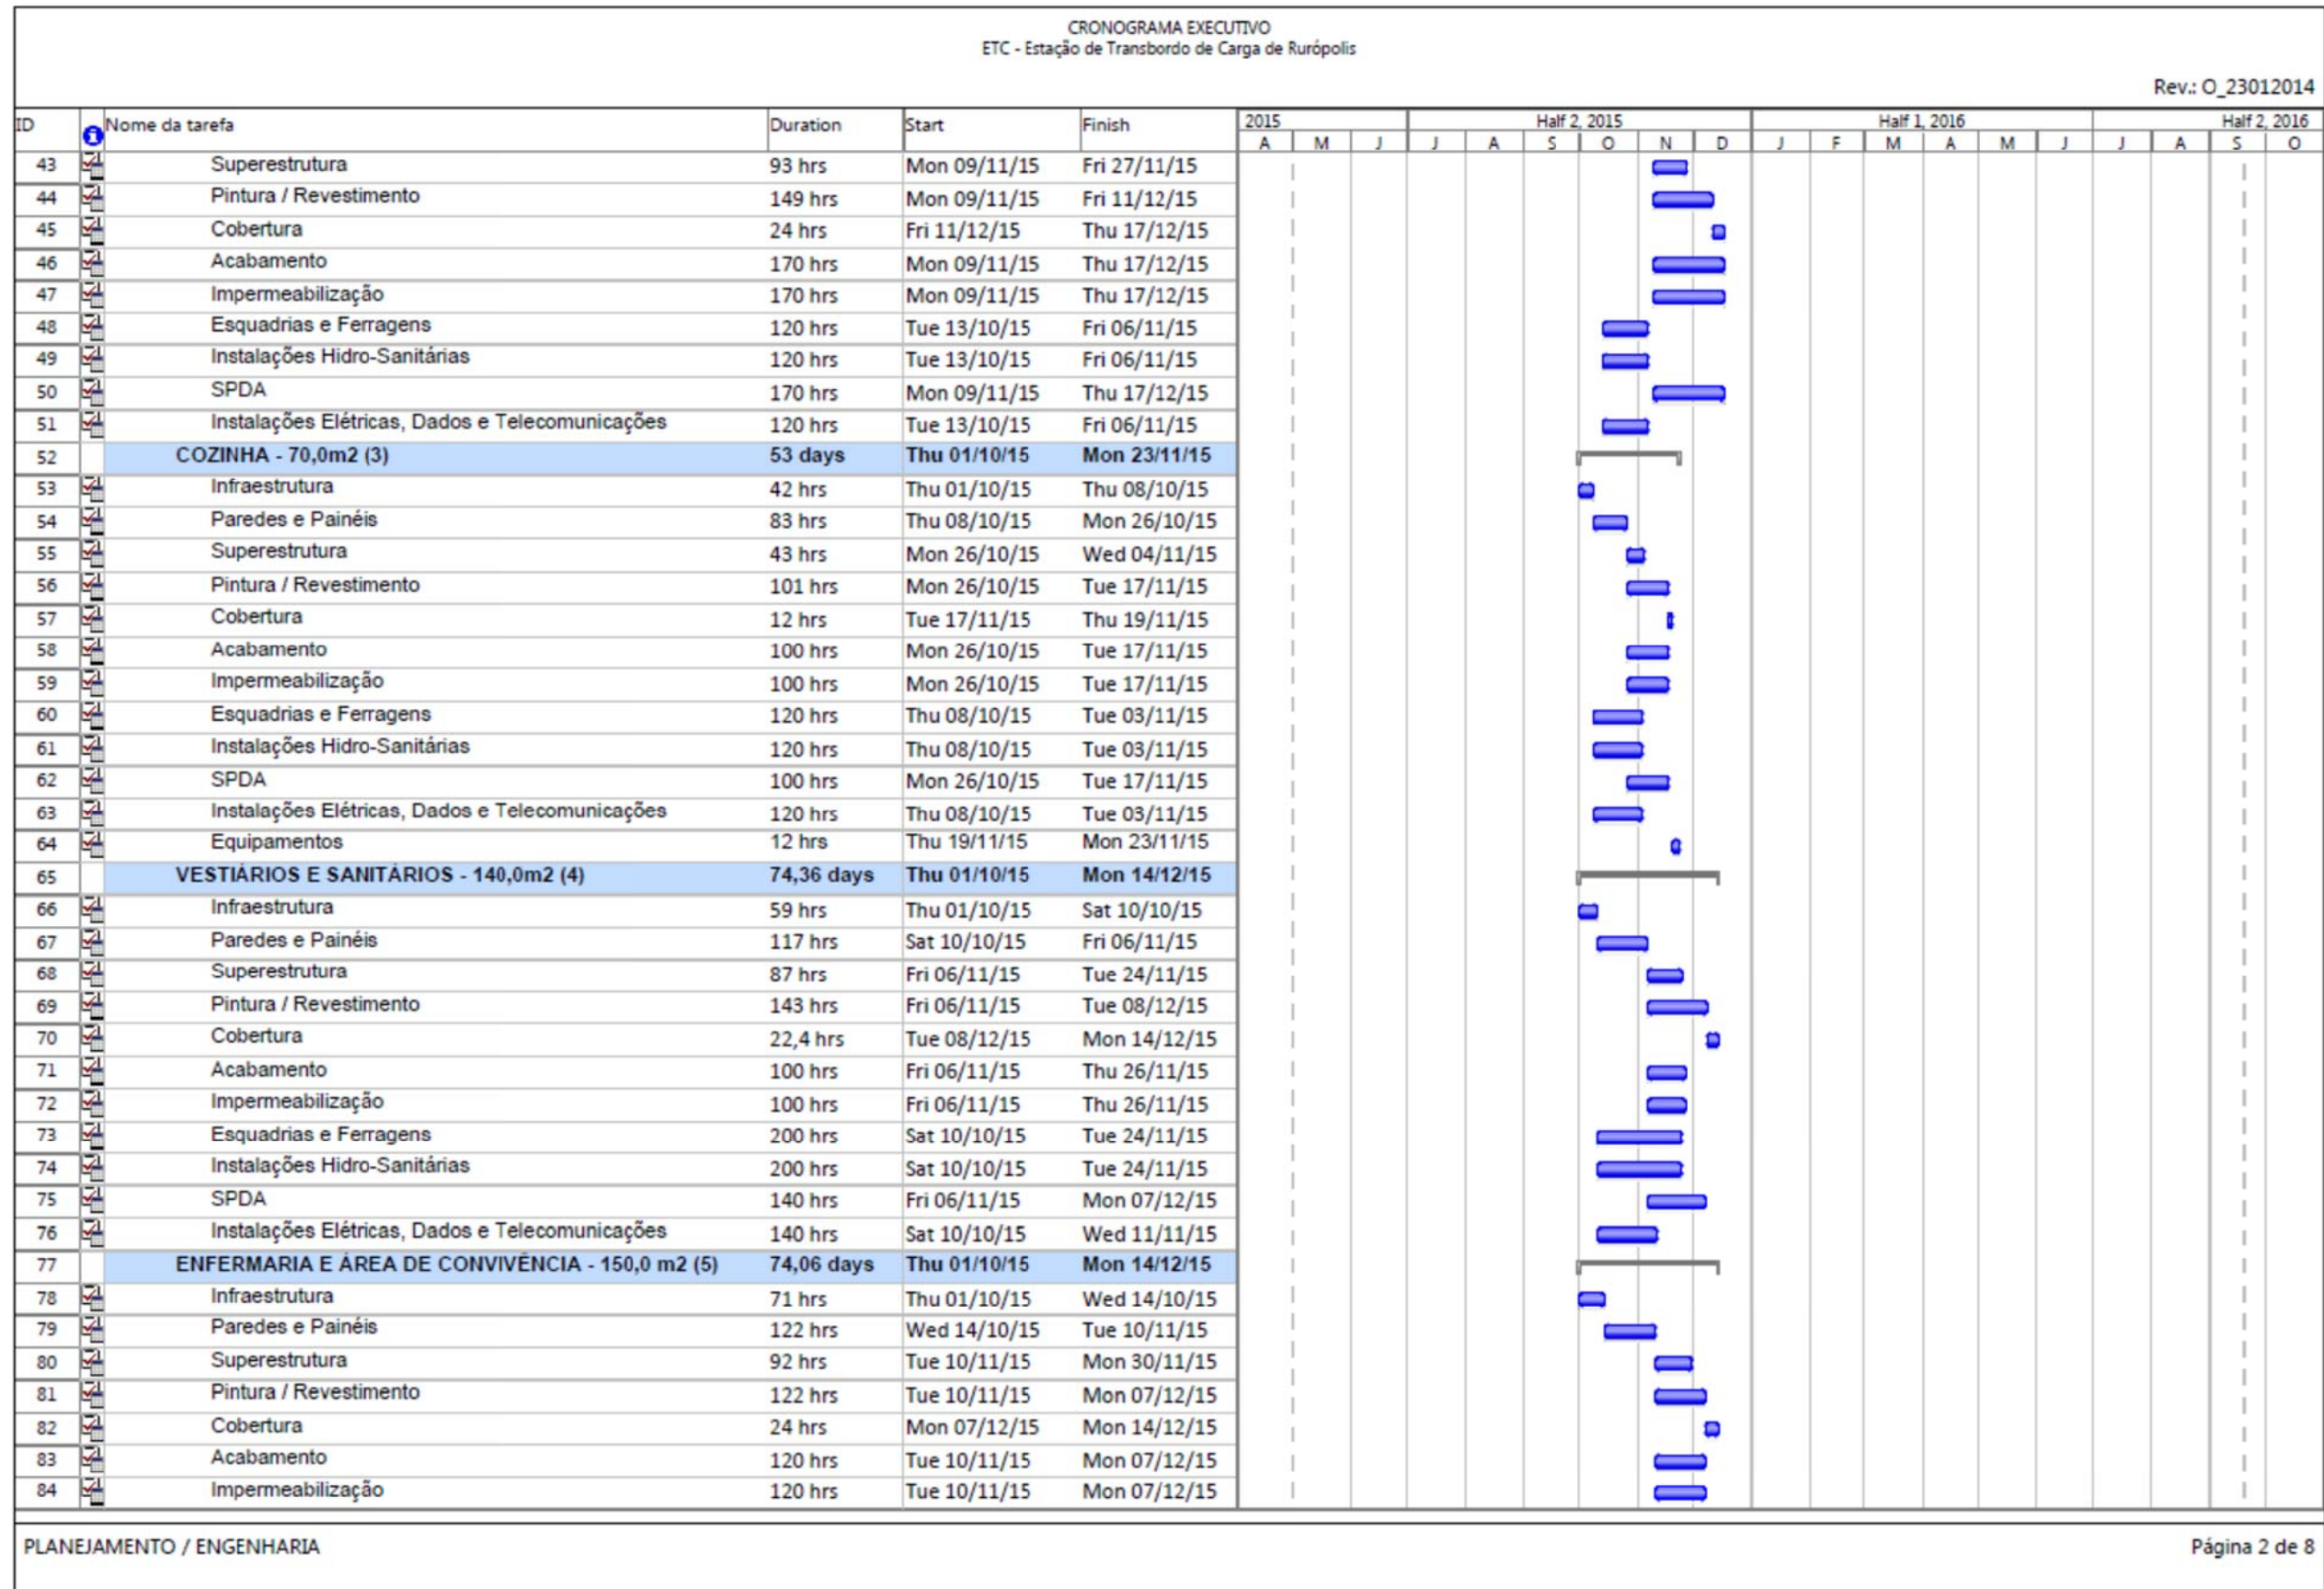 CRONOGRAMA EXECUTIVO
ETC - Estação de Transbordo de Carga de Rurópolis
Rev.: O_23012014
ID Nome da tarefa Duration Start Finish 2015 Half 2, 2015 Half 1, 2016 Half 2, 2016
A M J J A S O N D J F M A M J J A S O
43 Superestrutura 93 hrs Mon 09/11/15 Fri 27/11/15
44 Pintura / Revestimento 149 hrs Mon 09/11/15 Fri 11/12/15
45 Cobertura 24 hrs Fri 11/12/15 Thu 17/12/15
46 Acabamento 170 hrs Mon 09/11/15 Thu 17/12/15
47 Impermeabilização 170 hrs Mon 09/11/15 Thu 17/12/15
48 Esquadrias e Ferragens 120 hrs Tue 13/10/15 Fri 06/11/15
49 Instalações Hidro-Sanitárias 120 hrs Tue 13/10/15 Fri 06/11/15
50 SPDA 170 hrs Mon 09/11/15 Thu 17/12/15
51 Instalações Elétricas, Dados e Telecomunicações 120 hrs Tue 13/10/15 Fri 06/11/15
52 COZINHA - 70,0m2 (3) 53 days Thu 01/10/15 Mon 23/11/15
53 Infraestrutura 42 hrs Thu 01/10/15 Thu 08/10/15
54 Paredes e Painéis 83 hrs Thu 08/10/15 Mon 26/10/15
55 Superestrutura 43 hrs Mon 26/10/15 Wed 04/11/15
56 Pintura / Revestimento 101 hrs Mon 26/10/15 Tue 17/11/15
57 Cobertura 12 hrs Tue 17/11/15 Thu 19/11/15
58 Acabamento 100 hrs Mon 26/10/15 Tue 17/11/15
59 Impermeabilização 100 hrs Mon 26/10/15 Tue 17/11/15
60 Esquadrias e Ferragens 120 hrs Thu 08/10/15 Tue 03/11/15
61 Instalações Hidro-Sanitárias 120 hrs Thu 08/10/15 Tue 03/11/15
62 SPDA 100 hrs Mon 26/10/15 Tue 17/11/15
63 Instalações Elétricas, Dados e Telecomunicações 120 hrs Thu 08/10/15 Tue 03/11/15
64 Equipamentos 12 hrs Thu 19/11/15 Mon 23/11/15
65 VESTIÁRIOS E SANITÁRIOS - 140,0m2 (4) 74,36 days Thu 01/10/15 Mon 14/12/15
66 Infraestrutura 59 hrs Thu 01/10/15 Sat 10/10/15
67 Paredes e Painéis 117 hrs Sat 10/10/15 Fri 06/11/15
68 Superestrutura 87 hrs Fri 06/11/15 Tue 24/11/15
69 Pintura / Revestimento 143 hrs Fri 06/11/15 Tue 08/12/15
70 Cobertura 22,4 hrs Tue 08/12/15 Mon 14/12/15
71 Acabamento 100 hrs Fri 06/11/15 Thu 26/11/15
72 Impermeabilização 100 hrs Fri 06/11/15 Thu 26/11/15
73 Esquadrias e Ferragens 200 hrs Sat 10/10/15 Tue 24/11/15
74 Instalações Hidro-Sanitárias 200 hrs Sat 10/10/15 Tue 24/11/15
75 SPDA 140 hrs Fri 06/11/15 Mon 07/12/15
76 Instalações Elétricas, Dados e Telecomunicações 140 hrs Sat 10/10/15 Wed 11/11/15
77 ENFERMARIA E ÁREA DE CONVIVÊNCIA - 150,0 m2 (5) 74,06 days Thu 01/10/15 Mon 14/12/15
78 Infraestrutura 71 hrs Thu 01/10/15 Wed 14/10/15
79 Paredes e Painéis 122 hrs Wed 14/10/15 Tue 10/11/15
80 Superestrutura 92 hrs Tue 10/11/15 Mon 30/11/15
81 Pintura / Revestimento 122 hrs Tue 10/11/15 Mon 07/12/15
82 Cobertura 24 hrs Mon 07/12/15 Mon 14/12/15
83 Acabamento 120 hrs Tue 10/11/15 Mon 07/12/15
84 Impermeabilização 120 hrs Tue 10/11/15 Mon 07/12/15
PLANEJAMENTO / ENGENHARIA
Página 2 de 8